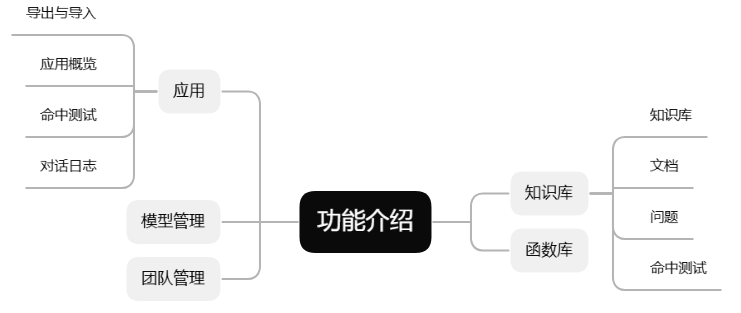 导出与导入
应用概览
命中测试
对话日志
应用
模型管理
团队管理
功能介绍
知识库
函数库
知识库
文档
问题
命中测试